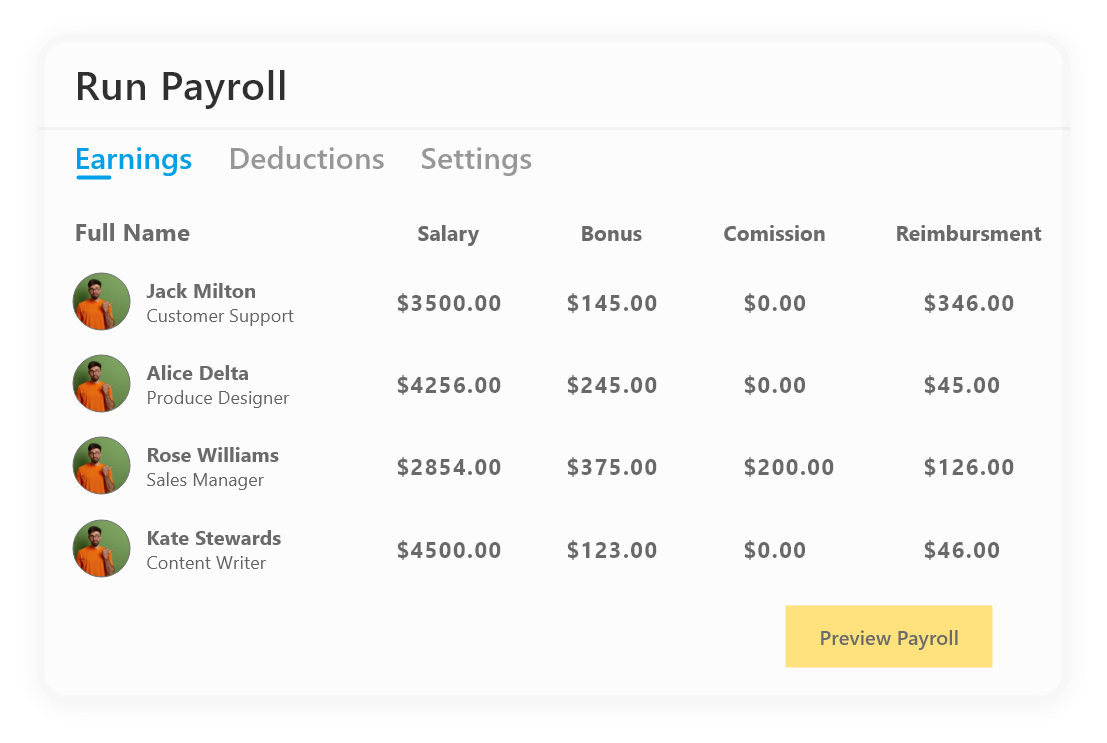 Run Payroll
Earnings Deductions Settings
Full Name Salary Bonus Comission Reimbursment
Jack Milton
Customer Support
$3500.00 $145.00 $0.00 $346.00
Alice Delta
Produce Designer
$4256.00 $245.00 $0.00 $45.00
Rose Williams
Sales Manager
$2854.00 $375.00 $200.00 $126.00
Kate Stewards
Content Writer
$4500.00 $123.00 $0.00 $46.00
Preview Payroll